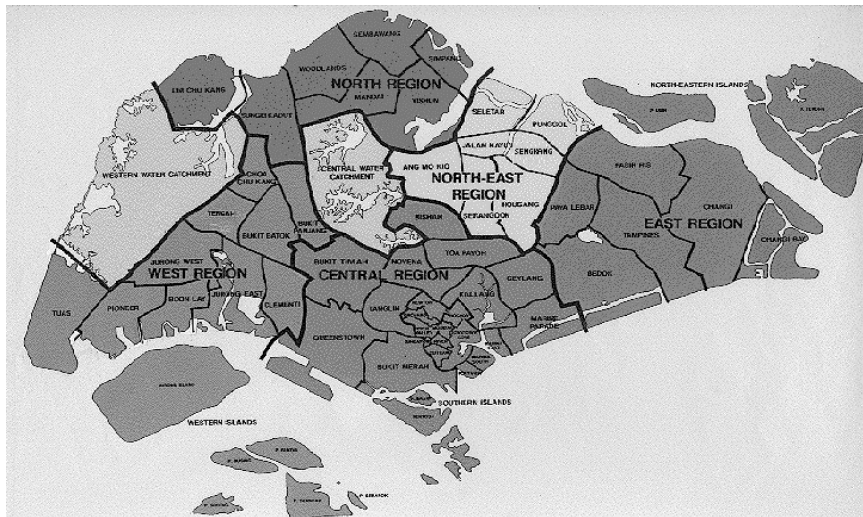 SEMBAWANG
WOODLANDS
SIMPANG
NORTH REGION
MANDAI
YISHUN
LIM CHU KANG
SUNGEI KADUT
NORTH-EASTERN ISLANDS
P. UBIN
P. TEKONG
SELETAR
PUNGGOL
JALAN KAYU
SENGKANG
WESTERN WATER CATCHMENT
CENTRAL WATER
CATCHMENT
ANG MO KIO
NORTH-EAST
REGION
HOUGANG
SERANGOON
PASIR RIS
CHOA
CHU KANG
TENGAH
BUKIT BATOK
BUKIT
PANJANG
BISHAN
PAYA LEBAR
CHANGI
EAST REGION
TAMPINES
CHANGI BAY
JURONG WEST
WEST REGION
BUKIT TIMAH
NOVENA
TOA PAYOH
CENTRAL REGION
BEDOK
TUAS
PIONEER
BOON LAY
JURONG EAST
CLEMENTI
GEYLANG
KALLANG
TANGLIN
MARINE
PARADE
QUEENSTOWN
BUKIT MERAH
JURONG ISLAND
SOUTHERN ISLANDS
WESTERN ISLANDS